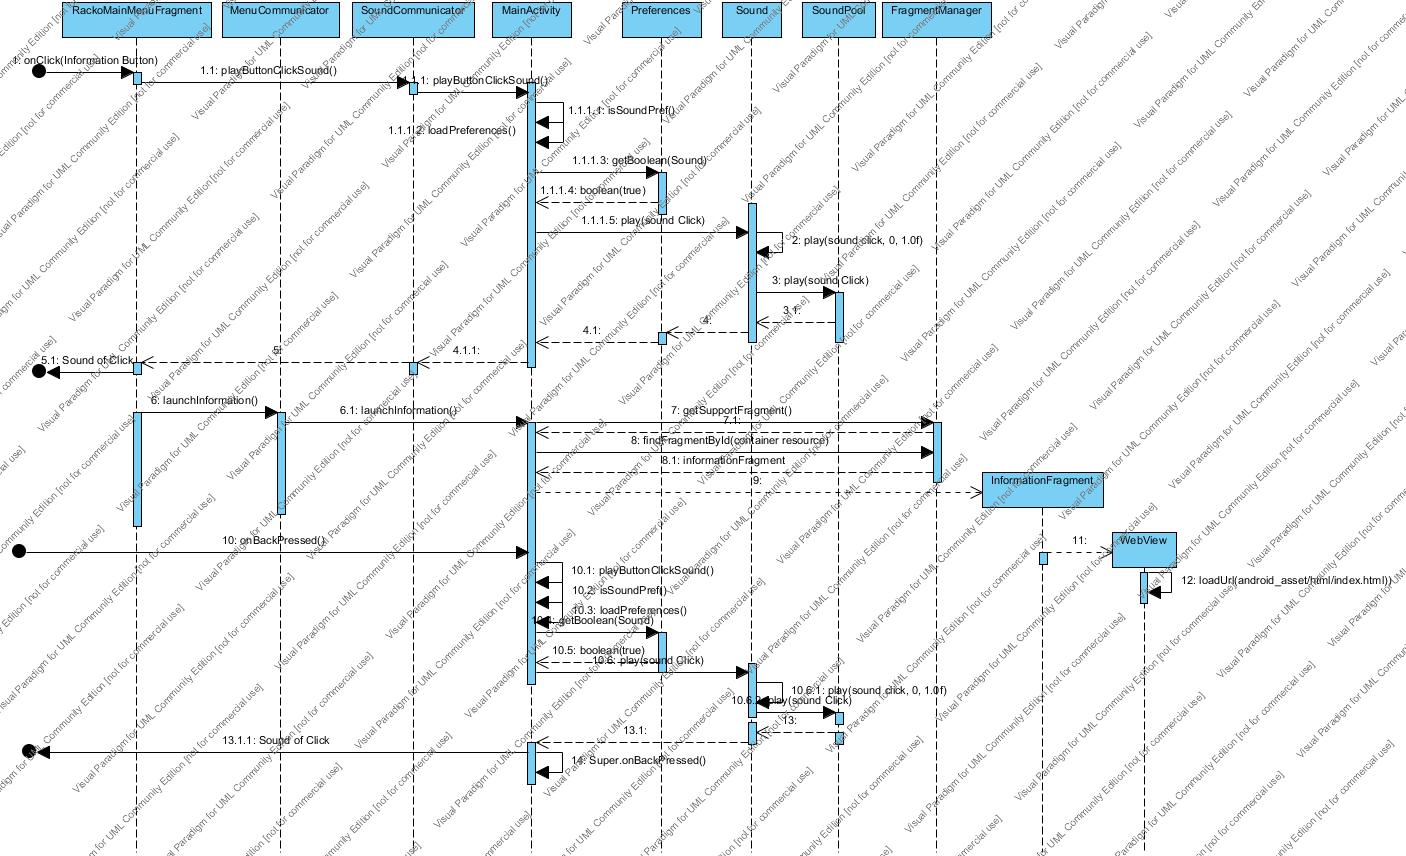 RackoMainMenuFragment
MenuCommunicator
SoundCommunicator
MainActivity
Preferences
Sound
SoundPool
FragmentManager
1: onClick(Information Button)
1.1: playButtonClickSound()
1.1.1: playButtonClickSound()
1.1.1.1: isSoundPref()
1.1.1.2: loadPreferences()
1.1.1.3: getBoolean(Sound)
1.1.1.4: boolean(true)
1.1.1.5: play(sound Click)
2: play(sound click, 0, 1.0f)
3: play(sound Click)
3.1:
4:
4.1:
4.1.1:
5:
5.1: Sound of Click
6: launchInformation()
6.1: launchInformation()
7: getSupportFragment()
7.1:
8: findFragmentById(container resource)
8.1: informationFragment
9:
InformationFragment
10: onBackPressed()
11:
WebView
10.1: playButtonClickSound()
12: loadUrl(android_asset/html/index.html))
10.2: isSoundPref()
10.3: loadPreferences()
10.4: getBoolean(Sound)
10.5: boolean(true)
10.6: play(sound Click)
10.6.1: play(sound click, 0, 1.0f)
10.6.2: play(sound Click)
13:
13.1:
13.1.1: Sound of Click
14: Super.onBackPressed()
Visual Paradigm for UML Community Edition [not for commercial use]